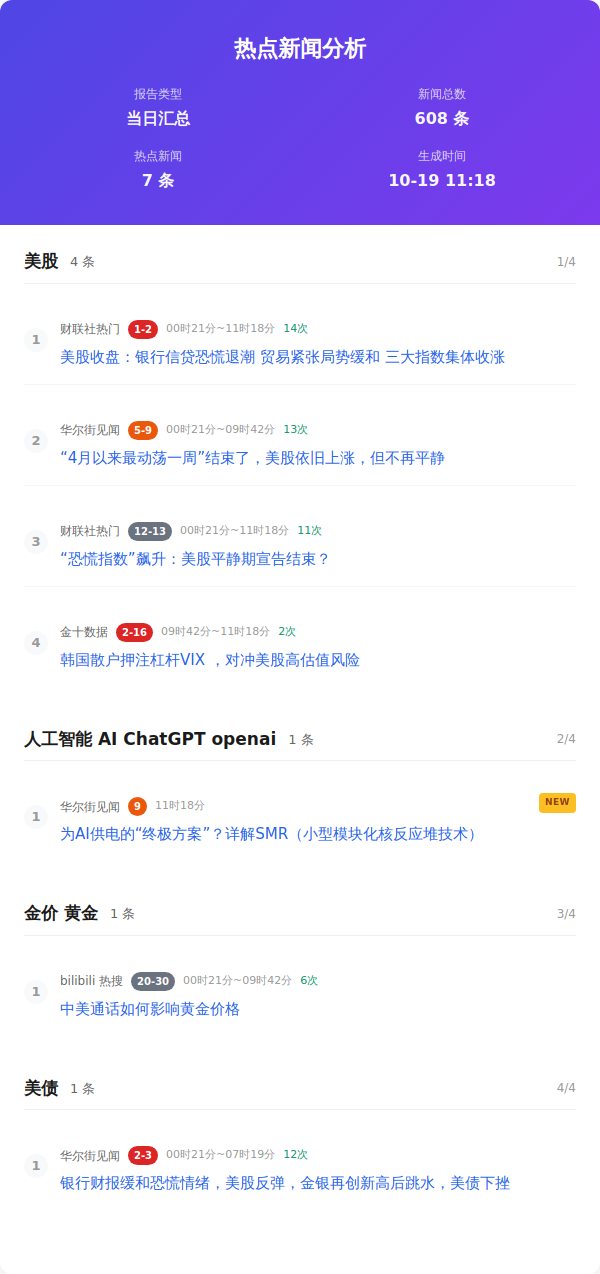 热点新闻分析
报告类型
新闻总数
当日汇总
608 条
热点新闻
生成时间
7 条
10-19 11:18
美股 4 条 1/4
1
财联社热门 1-2 00时21分~11时18分 14次
美股收盘：银行信贷恐慌退潮 贸易紧张局势缓和 三大指数集体收涨
2
华尔街见闻 5-9 00时21分~09时42分 13次
“4月以来最动荡一周”结束了，美股依旧上涨，但不再平静
3
财联社热门 12-13 00时21分~11时18分 11次
“恐慌指数”飙升：美股平静期宣告结束？
4
金十数据 2-16 09时42分~11时18分 2次
韩国散户押注杠杆VIX ，对冲美股高估值风险
人工智能 AI ChatGPT openai 1 条 2/4
1
华尔街见闻 9 11时18分 NEW
为AI供电的“终极方案”？详解SMR（小型模块化核反应堆技术）
金价 黄金 1 条 3/4
1
bilibili 热搜 20-30 00时21分~09时42分 6次
中美通话如何影响黄金价格
美债 1 条 4/4
1
华尔街见闻 2-3 00时21分~07时19分 12次
银行财报缓和恐慌情绪，美股反弹，金银再创新高后跳水，美债下挫